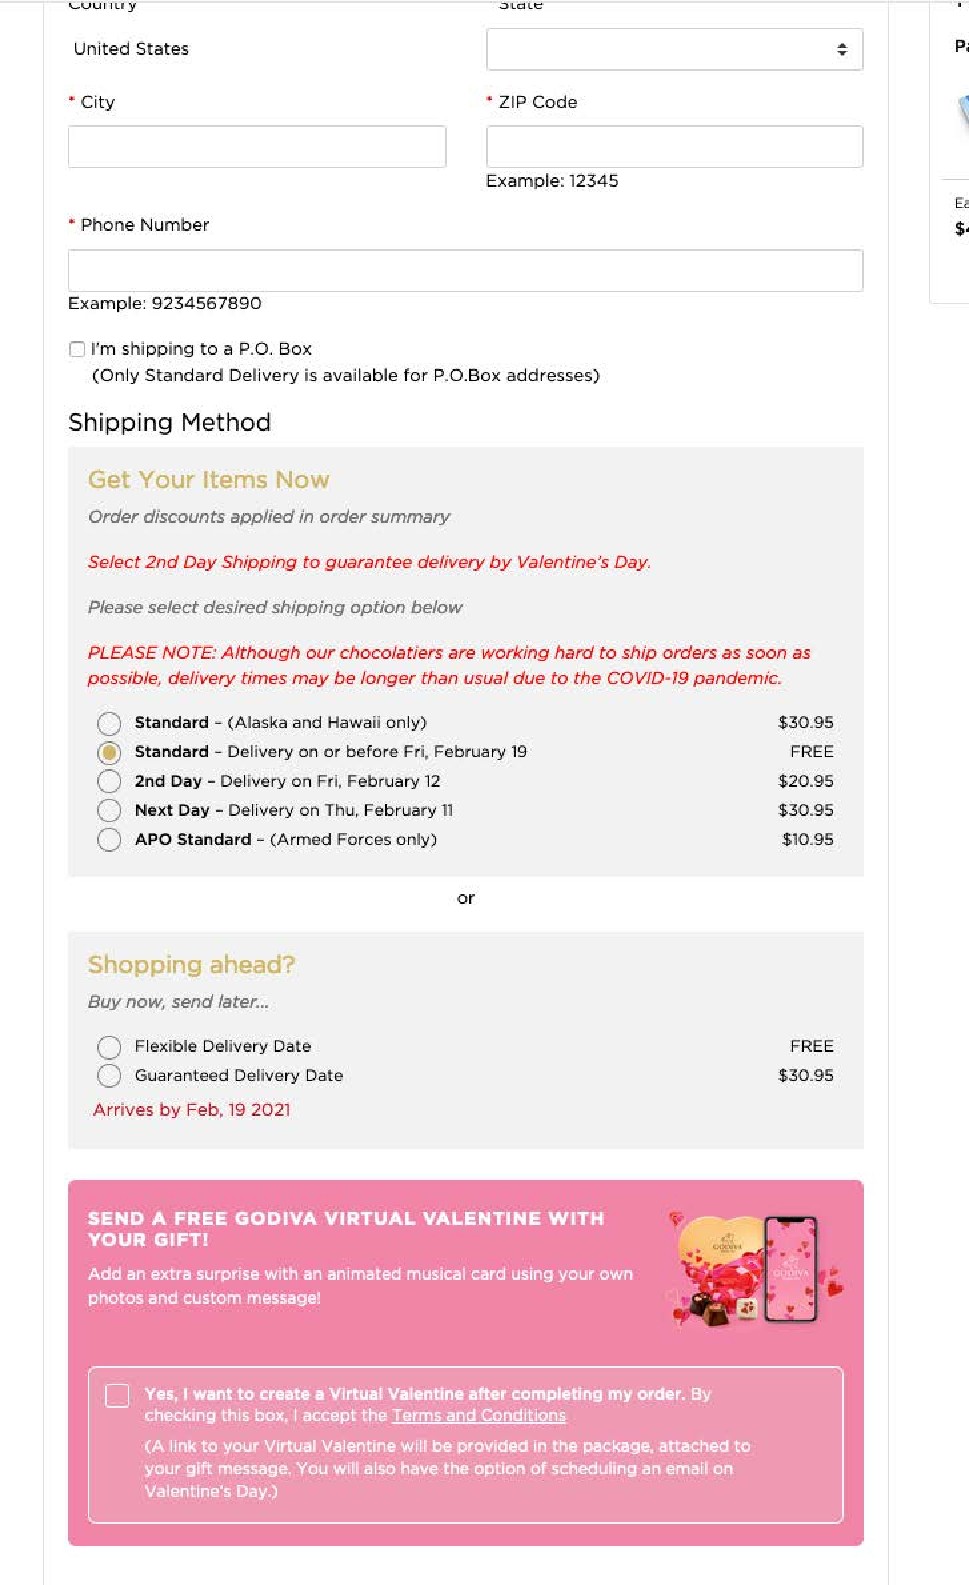 Country State
United States
* City * ZIP Code
Example: 12345
* Phone Number
Example: 9234567890
I'm shipping to a P.O. Box
(Only Standard Delivery is available for P.O.Box addresses)
Shipping Method
Get Your Items Now
Order discounts applied in order summary
Select 2nd Day Shipping to guarantee delivery by Valentine's Day.
Please select desired shipping option below
PLEASE NOTE: Although our chocolatiers are working hard to ship orders as soon as
possible, delivery times may be longer than usual due to the COVID-19 pandemic.
Standard – (Alaska and Hawaii only) $30.95
Standard – Delivery on or before Fri, February 19 FREE
2nd Day – Delivery on Fri, February 12 $20.95
Next Day – Delivery on Thu, February 11 $30.95
APO Standard – (Armed Forces only) $10.95
or
Shopping ahead?
Buy now, send later...
Flexible Delivery Date FREE
Guaranteed Delivery Date $30.95
Arrives by Feb, 19 2021
SEND A FREE GODIVA VIRTUAL VALENTINE WITH
YOUR GIFT!
Add an extra surprise with an animated musical card using your own
photos and custom message!
GODIVA
GODIVA
Yes, I want to create a Virtual Valentine after completing my order. By
checking this box, I accept the Terms and Conditions
(A link to your Virtual Valentine will be provided in the package, attached to
your gift message. You will also have the option of scheduling an email on
Valentine's Day.)